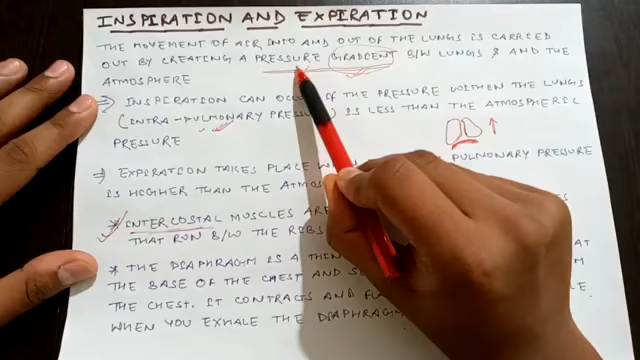 INSPIRATION AND EXPIRATION
THE MOVEMENT OF AIR INTO AND OUT OF THE LUNGS IS CARRIED
OUT BY CREATING A PRESSURE GRADIENT B/W LUNGS & AND THE
ATMOSPHERE
⇒ INSPIRATION CAN OCCUR IF THE PRESSURE WITHIN THE LUNGS
(INTRA-PULMONARY PRESSURE) IS LESS THAN THE ATMOSPHERIC
PRESSURE
⇒ EXPIRATION TAKES PLACE PULMONARY PRESSURE
IS HIGHER THAN THE
* INTERCOSTAL MUSCLES ARE
THAT RUN B/W THE RIBS
* THE DIAPHRAGM IS A THIN AT
THE BASE OF THE CHEST AND
THE CHEST. IT CONTRACTS AND
WHEN YOU EXHALE THE DIAPHRAGM